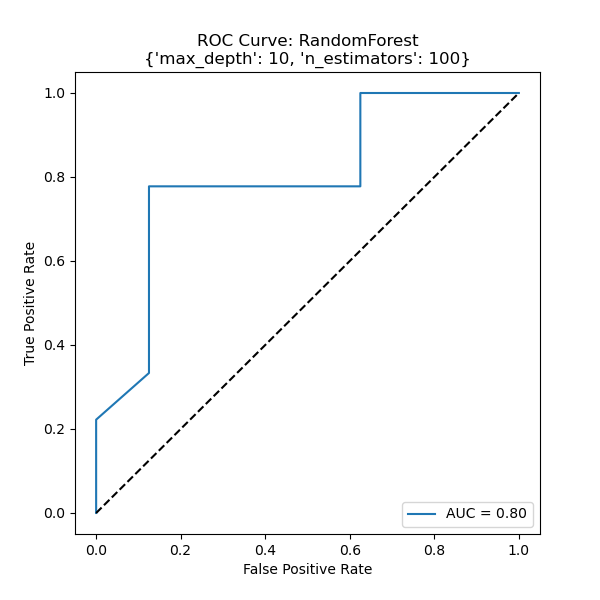 ROC Curve: RandomForest
{'max_depth': 10, 'n_estimators': 100}
1.0
0.8
0.6
0.4
0.2
0.0
True Positive Rate
AUC = 0.80
0.0 0.2 0.4 0.6 0.8 1.0
False Positive Rate